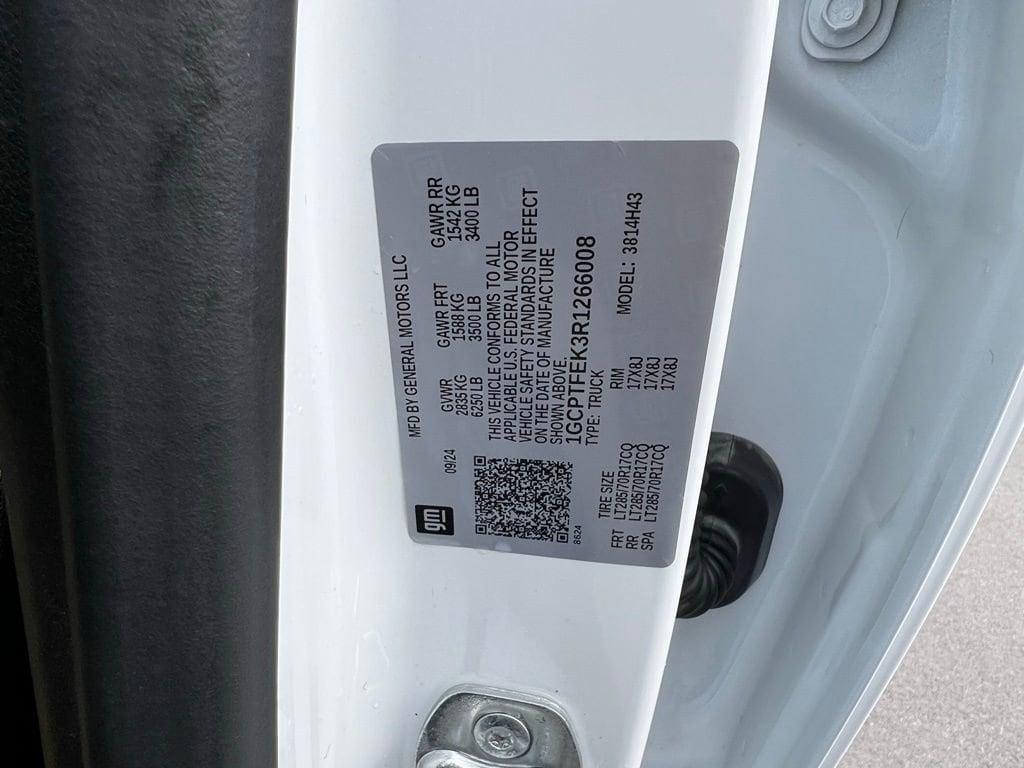 gm
MFD BY GENERAL MOTORS LLC
09/24
GVWR GAWR FRT GAWR RR
2835 KG 1588 KG 1542 KG
6250 LB 3500 LB 3400 LB
THIS VEHICLE CONFORMS TO ALL
APPLICABLE U.S. FEDERAL MOTOR
VEHICLE SAFETY STANDARDS IN EFFECT
ON THE DATE OF MANUFACTURE
SHOWN ABOVE.
1GCPTFEK3R1266008
TYPE: TRUCK
8624
MODEL: 3814H43
TIRE SIZE RIM
FRT LT285/70R17CQ 17X8J
RR LT285/70R17CQ 17X8J
SPA LT285/70R17CQ 17X8J